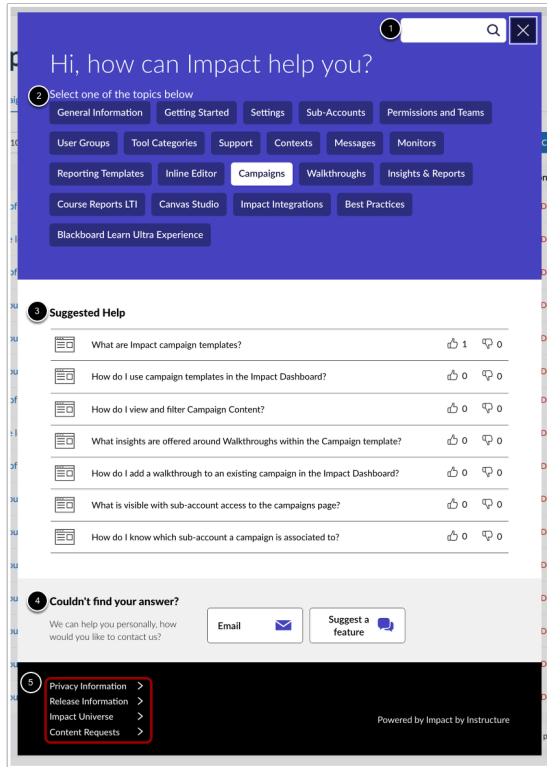 1
Hi, how can Impact help you?
2 Select one of the topics below
General Information Getting Started Settings Sub-Accounts Permissions and Teams
User Groups Tool Categories Support Contexts Messages Monitors
Reporting Templates Inline Editor Campaigns Walkthroughs Insights & Reports
Course Reports LTI Canvas Studio Impact Integrations Best Practices
Blackboard Learn Ultra Experience
3 Suggested Help
What are Impact campaign templates? 1 0
How do I use campaign templates in the Impact Dashboard? 0 0
How do I view and filter Campaign Content? 0 0
What insights are offered around Walkthroughs within the Campaign template? 0 0
How do I add a walkthrough to an existing campaign in the Impact Dashboard? 0 0
What is visible with sub-account access to the campaigns page? 0 0
How do I know which sub-account a campaign is associated to? 0 0
4 Couldn't find your answer?
We can help you personally, how
would you like to contact us?
Email
Suggest a
feature
5
Privacy Information >
Release Information >
Impact Universe >
Content Requests >
Powered by Impact by Instructure